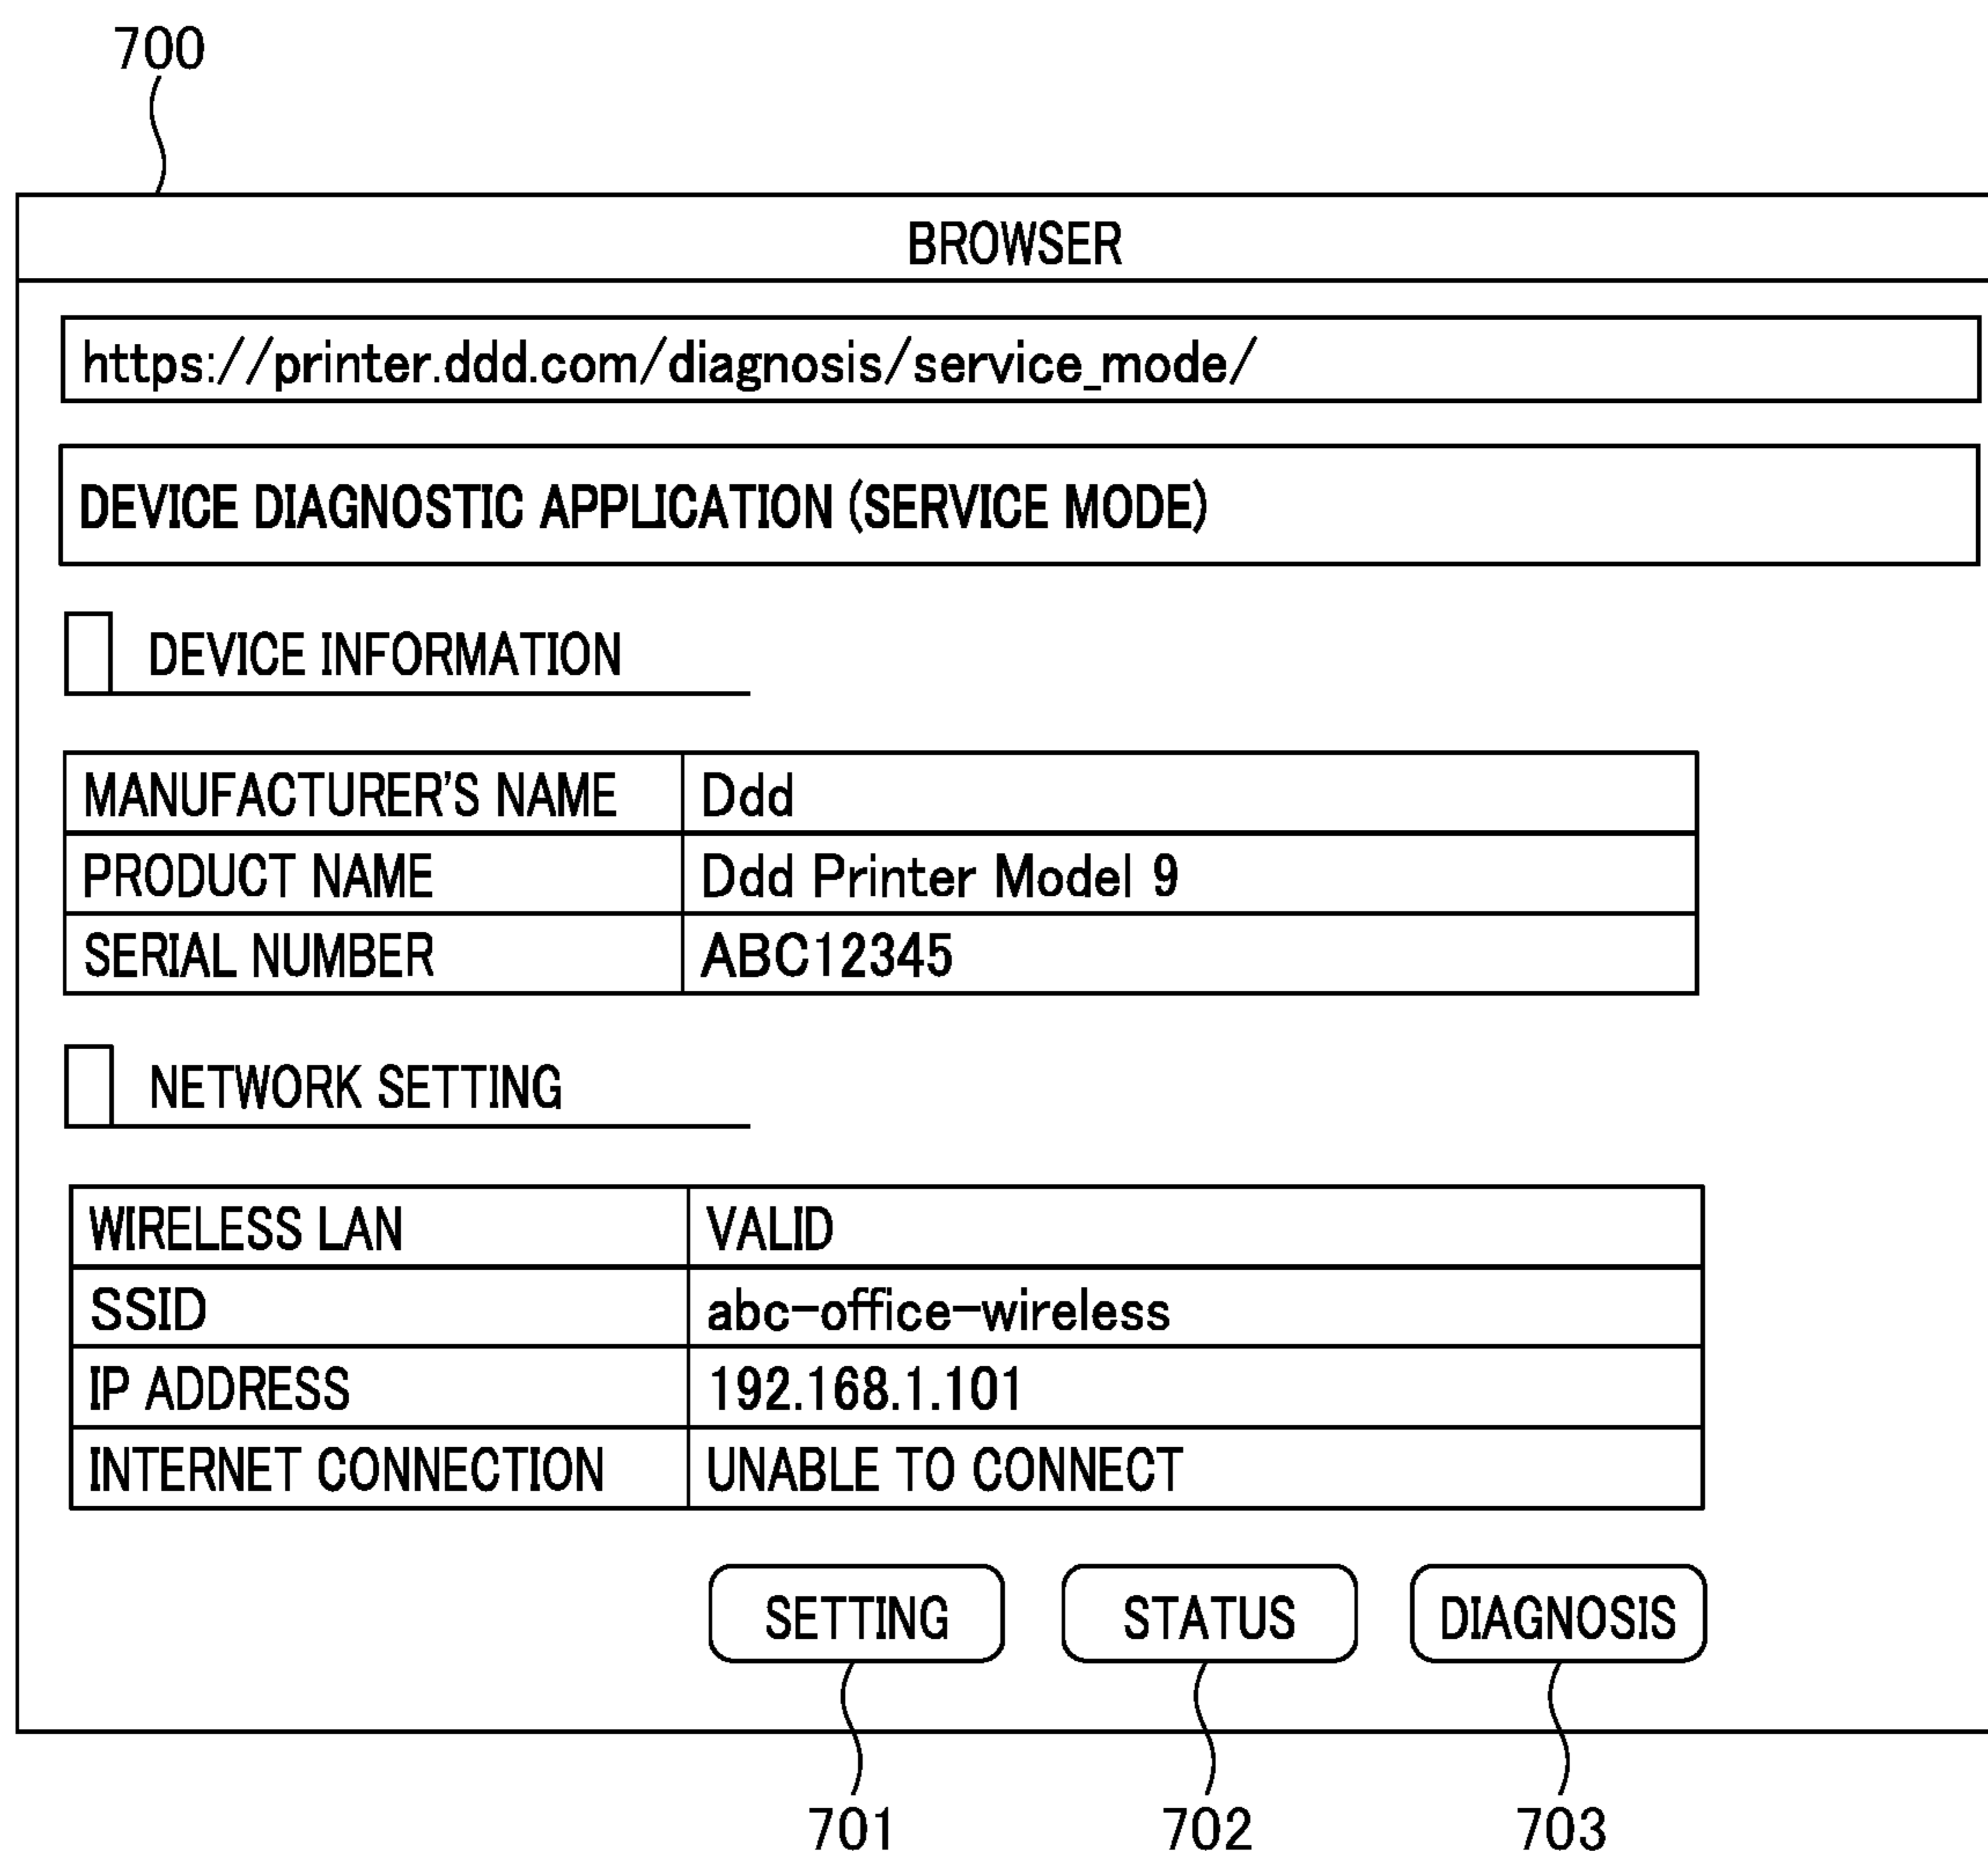 700
BROWSER
https://printer.ddd.com/diagnosis/service_mode/
DEVICE DIAGNOSTIC APPLICATION (SERVICE MODE)
DEVICE INFORMATION
MANUFACTURER'S NAME Ddd
PRODUCT NAME Ddd Printer Model 9
SERIAL NUMBER ABC12345
NETWORK SETTING
WIRELESS LAN VALID
SSID abc-office-wireless
IP ADDRESS 192.168.1.101
INTERNET CONNECTION UNABLE TO CONNECT
SETTING STATUS DIAGNOSIS
701 702 703